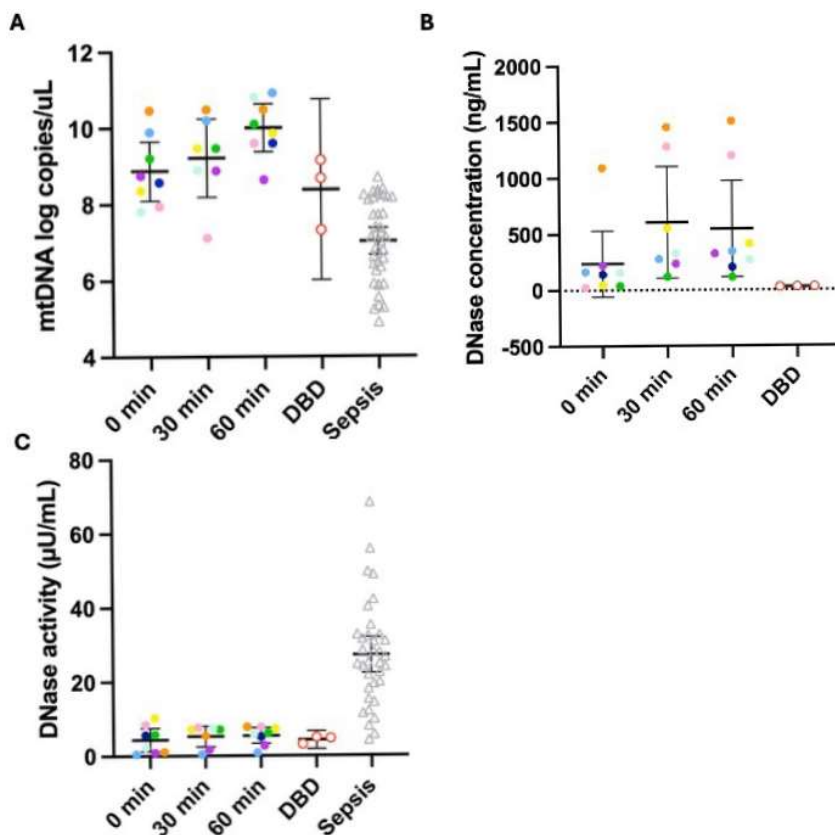 A
mtDNA log copies/uL
12
10
8
6
4
0 min
30 min
60 min
DBD
Sepsis
B
DNase concentration (ng/mL)
2000
1500
1000
500
0
-500
0 min
30 min
60 min
DBD
C
DNase activity (µU/mL)
80
60
40
20
0
0 min
30 min
60 min
DBD
Sepsis